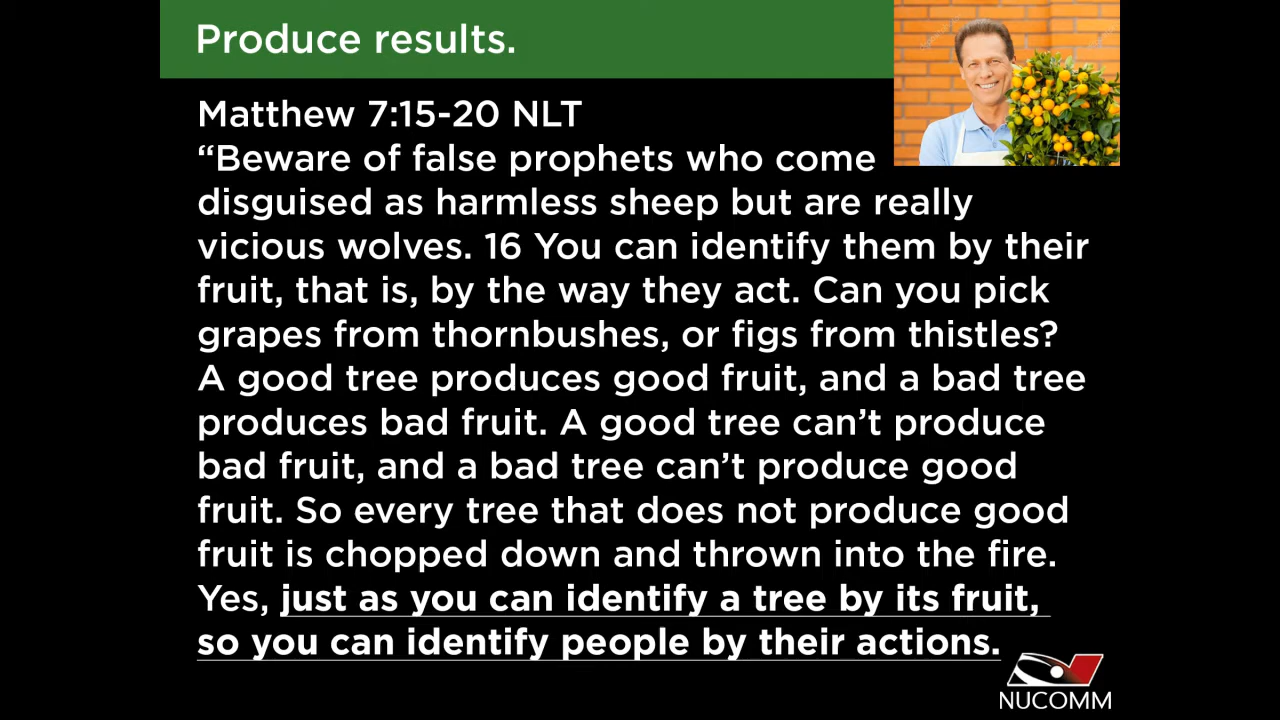 Produce results.
Matthew 7:15-20 NLT
“Beware of false prophets who come
disguised as harmless sheep but are really
vicious wolves. 16 You can identify them by their
fruit, that is, by the way they act. Can you pick
grapes from thornbushes, or figs from thistles?
A good tree produces good fruit, and a bad tree
produces bad fruit. A good tree can’t produce
bad fruit, and a bad tree can’t produce good
fruit. So every tree that does not produce good
fruit is chopped down and thrown into the fire.
Yes, just as you can identify a tree by its fruit,
so you can identify people by their actions.
NUCOMM